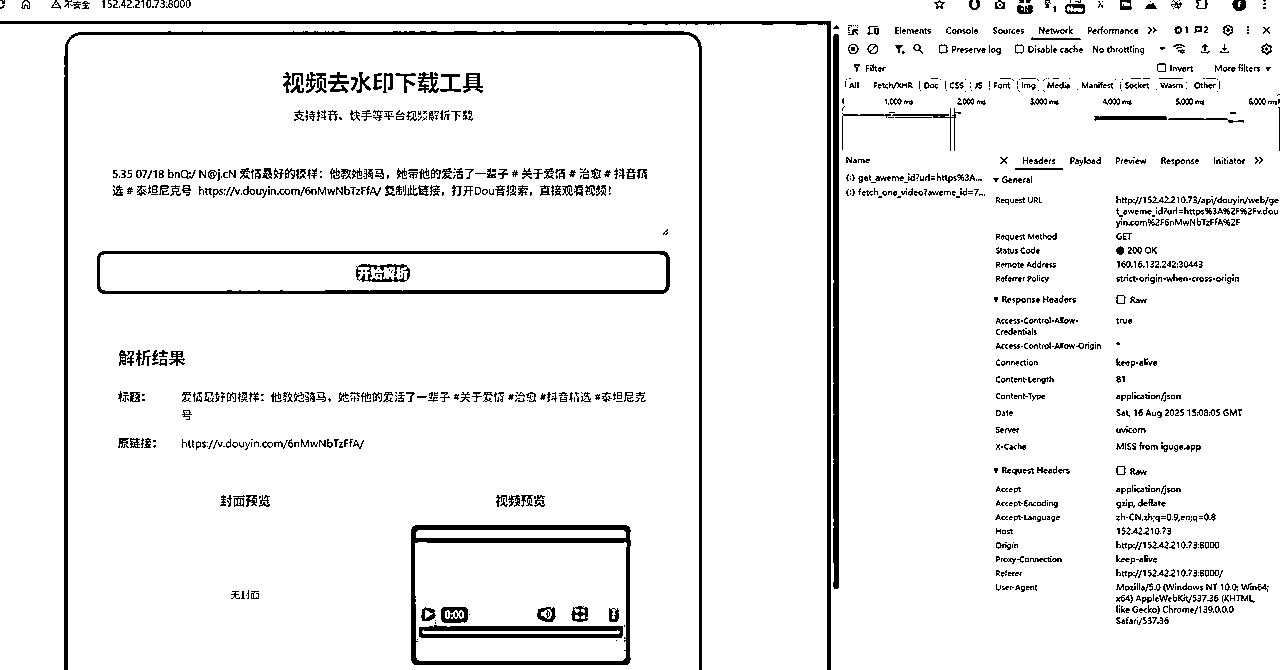 不安全 152.42.210.73:8000
视频去水印下载工具
支持抖音、快手等平台视频解析下载
5.35 07/18 bnQ:/ N@j.cN 爱情最好的模样：他教她骑马，她带他的爱活了一辈子 # 关于爱情 # 治愈 # 抖音精
选 # 泰坦尼克号 https://v.douyin.com/6nMwNbTzFfA/ 复制此链接，打开Dou音搜索，直接观看视频！
开始解析
解析结果
标题：
爱情最好的模样：他教她骑马，她带他的爱活了一辈子 #关于爱情 #治愈 #抖音精选 #泰坦尼克
号
原链接：
https://v.douyin.com/6nMwNbTzFfA/
封面预览
视频预览
无封面
0:00
Elements Console Sources Network Performance 1 2
Preserve log Disable cache No throttling
Filter
Invert More filters
All Fetch/XHR Doc CSS JS Font Img Media Manifest Socket Wasm Other
1,000 ms 2,000 ms 3,000 ms 4,000 ms 5,000 ms 6,000 ms
Name
get_aweme_id?url=https%3A...
fetch_one_video?aweme_id=7...
Headers Payload Preview Response Initiator
General
Request URL
http://152.42.210.73/api/douyin/web/ge
t_aweme_id?url=https%3A%2F%2Fv.dou
yin.com%2F6nMwNbTzFfA%2F
Request Method GET
Status Code 200 OK
Remote Address 160.16.132.242:30443
Referrer Policy strict-origin-when-cross-origin
Response Headers Raw
Access-Control-Allow-
Credentials
true
Access-Control-Allow-Origin *
Connection keep-alive
Content-Length 81
Content-Type application/json
Date Sat, 16 Aug 2025 15:08:05 GMT
Server uvicorn
X-Cache MISS from iguge.app
Request Headers Raw
Accept application/json
Accept-Encoding gzip, deflate
Accept-Language zh-CN,zh;q=0.9,en;q=0.8
Host 152.42.210.73
Origin http://152.42.210.73:8000
Proxy-Connection keep-alive
Referer http://152.42.210.73:8000/
User-Agent
Mozilla/5.0 (Windows NT 10.0; Win64;
x64) AppleWebKit/537.36 (KHTML,
like Gecko) Chrome/139.0.0.0
Safari/537.36